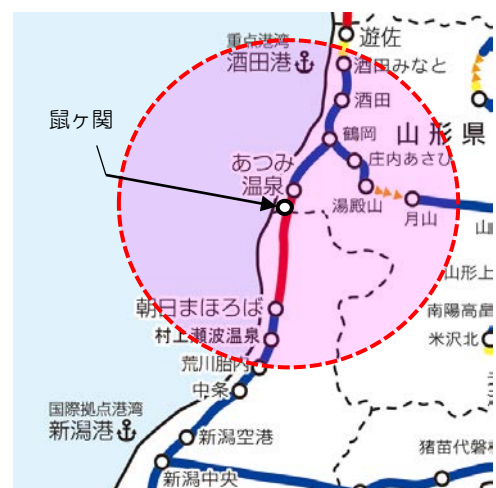 遊佐
重点港湾
酒田港
酒田みなと
酒田
鼠ヶ関
鶴岡
山形県
庄内あさひ
あつみ
温泉
湯殿山
月山
山
山形上
朝日まほろば
南陽高畠
村上瀬波温泉
米沢北
荒川胎内
中条
国際拠点港湾
新潟港
新潟空港
猪苗代磐梯
新潟中央